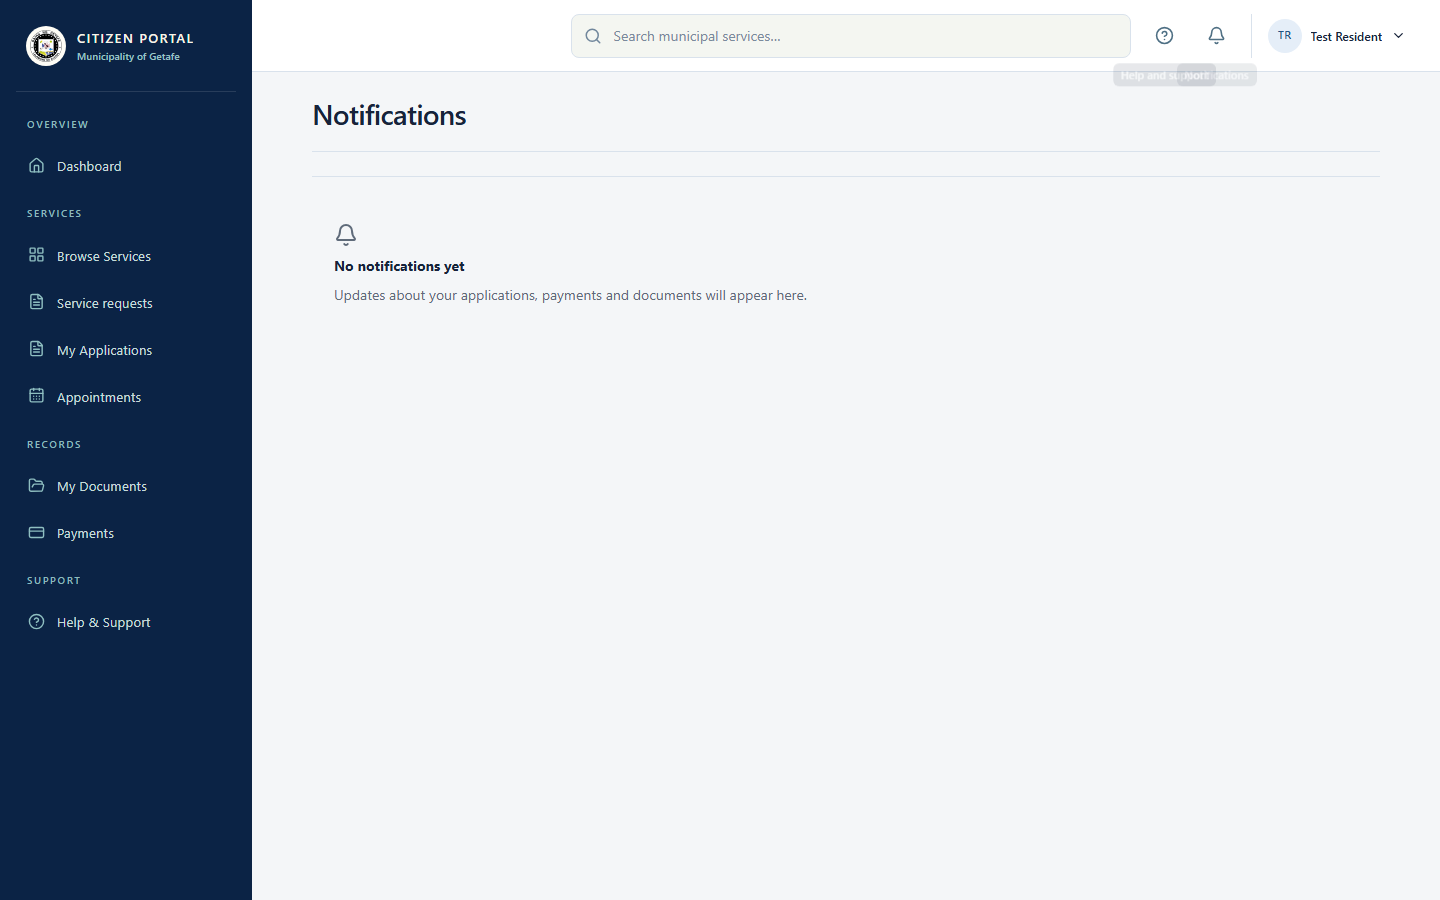 CITIZEN PORTAL
Municipality of Getafe
Search municipal services...
TR
Test Resident
OVERVIEW
Dashboard
SERVICES
Browse Services
Service requests
My Applications
Appointments
RECORDS
My Documents
Payments
SUPPORT
Help & Support
Help and
Notifications
No notifications yet
Updates about your applications, payments and documents will appear here.